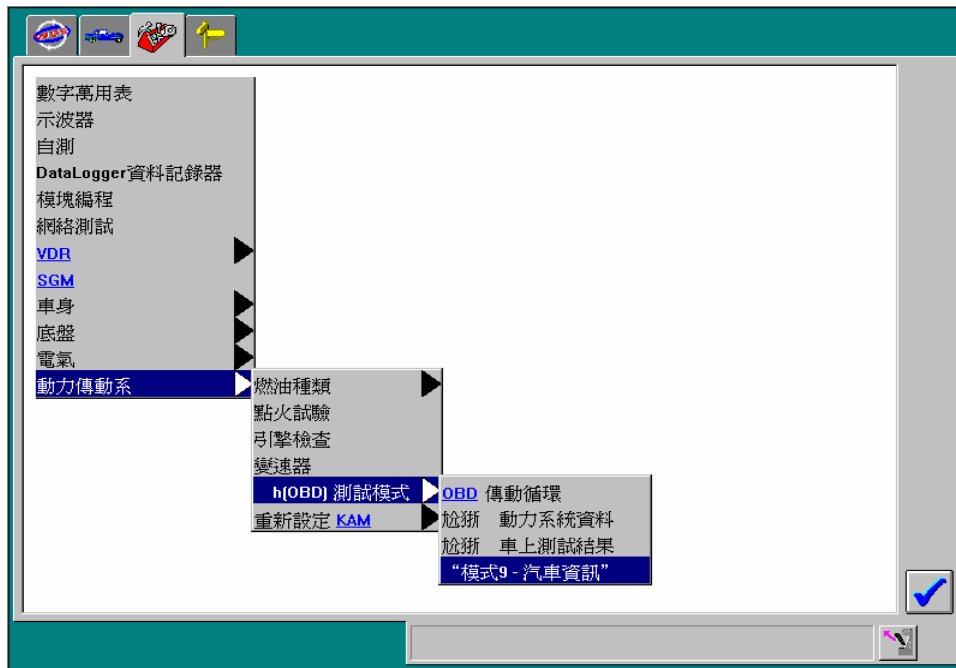 數字萬用表
示波器
自測
DataLogger資料記錄器
模塊編程
網絡測試
VDR
SGM
車身
底盤
電氣
動力傳動系
燃油種類
點火試驗
引擎檢查
變速器
h(OBD) 測試模式
重新設定 KAM
OBD 傳動循環
尬猘 動力系統資料
尬猘 車上測試結果
“模式9 - 汽車資訊”